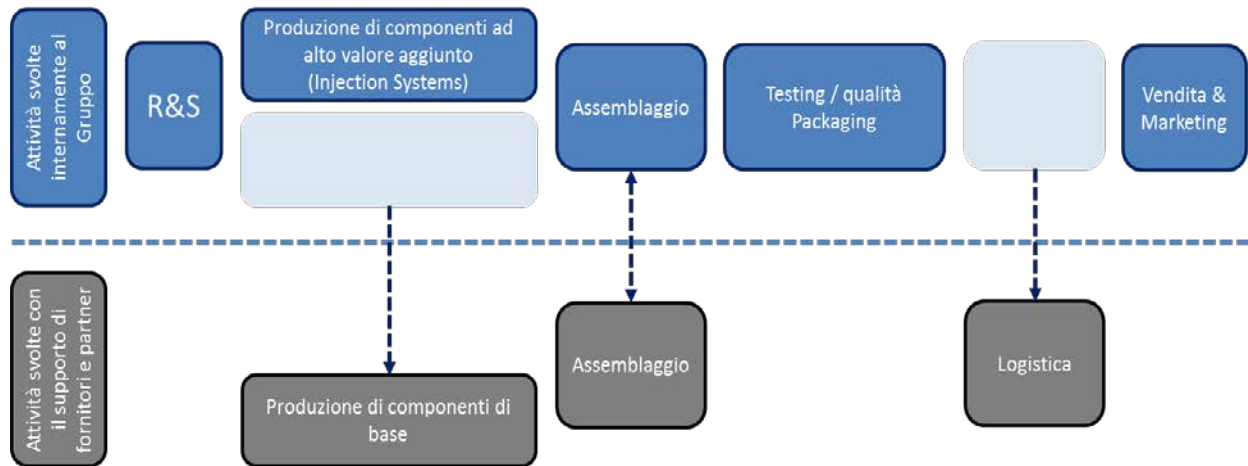 Attività svolte
internamente al
Gruppo
R&S
Produzione di componenti ad
alto valore aggiunto
(Injection Systems)
Assemblaggio
Testing / qualità
Packaging
Vendita &
Marketing
Attività svolte con
il supporto di
fornitori e partner
Produzione di componenti di
base
Assemblaggio
Logistica